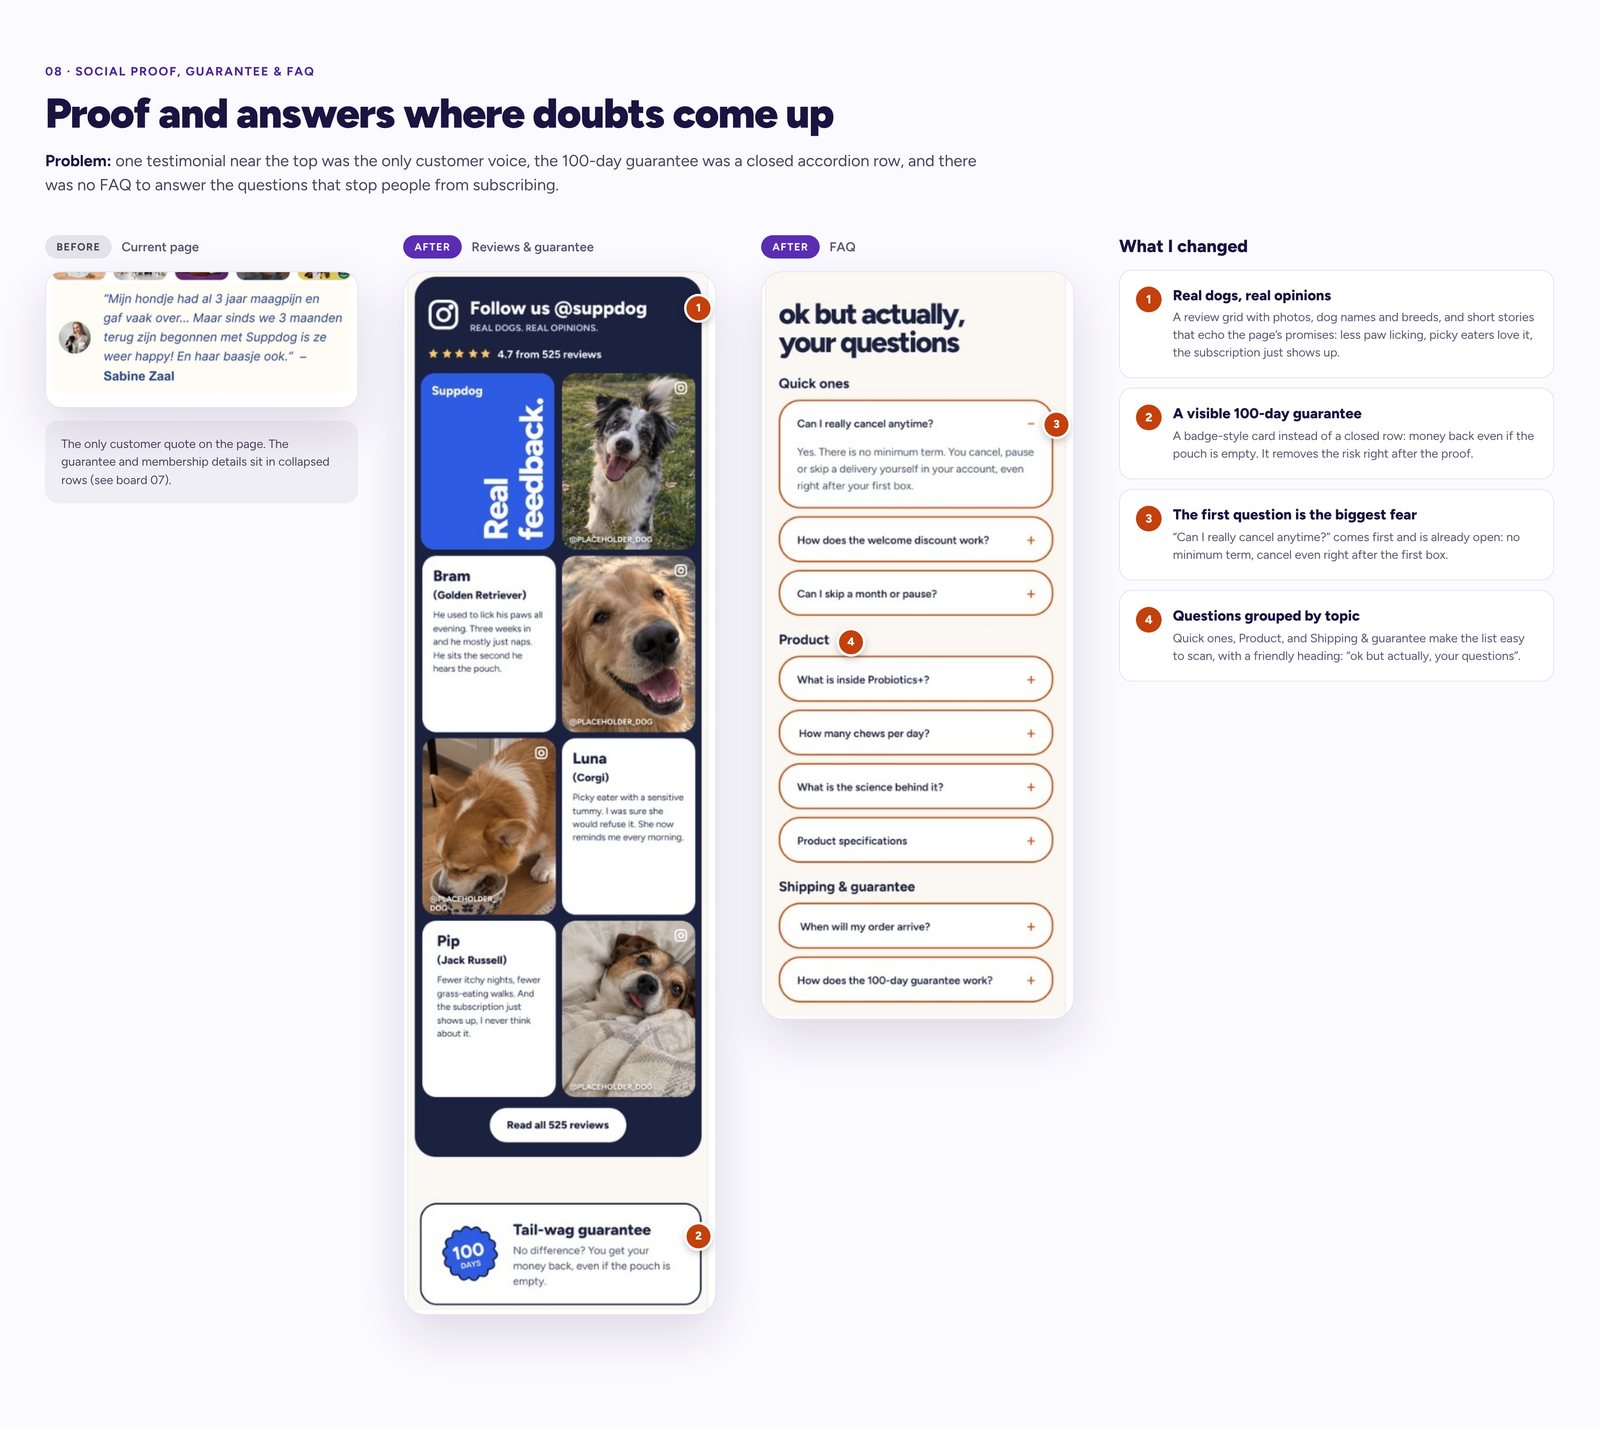 08 · SOCIAL PROOF, GUARANTEE & FAQ
Proof and answers where doubts come up
Problem: one testimonial near the top was the only customer voice, the 100-day guarantee was a closed accordion row, and there
was no FAQ to answer the questions that stop people from subscribing.
BEFORE Current page
“Mijn hondje had al 3 jaar maagpijn en
gaf vaak over... Maar sinds we 3 maanden
terug zijn begonnen met Suppdog is ze
weer happy! En haar baasje ook.” –
Sabine Zaal
The only customer quote on the page. The
guarantee and membership details sit in collapsed
rows (see board 07).
AFTER Reviews & guarantee
Follow us @suppdog
REAL DOGS. REAL OPINIONS.
1
4.7 from 525 reviews
Suppdog
Real
feedback.
@PLACEHOLDER_DOG
Bram
(Golden Retriever)
He used to lick his paws all
evening. Three weeks in
and he mostly just naps.
He sits the second he
hears the pouch.
@PLACEHOLDER_DOG
@PLACEHOLDER_
DOG
Luna
(Corgi)
Picky eater with a sensitive
tummy. I was sure she
would refuse it. She now
reminds me every morning.
Pip
(Jack Russell)
Fewer itchy nights, fewer
grass-eating walks. And
the subscription just
shows up, I never think
about it.
@PLACEHOLDER_DOG
Read all 525 reviews
100
DAYS
Tail-wag guarantee
No difference? You get your
money back, even if the pouch is
empty.
2
AFTER FAQ
ok but actually,
your questions
Quick ones
Can I really cancel anytime? −
3
Yes. There is no minimum term. You cancel, pause
or skip a delivery yourself in your account, even
right after your first box.
How does the welcome discount work? +
Can I skip a month or pause? +
Product
4
What is inside Probiotics+? +
How many chews per day? +
What is the science behind it? +
Product specifications +
Shipping & guarantee
When will my order arrive? +
How does the 100-day guarantee work? +
What I changed
1 Real dogs, real opinions
A review grid with photos, dog names and breeds, and short stories
that echo the page’s promises: less paw licking, picky eaters love it,
the subscription just shows up.
2 A visible 100-day guarantee
A badge-style card instead of a closed row: money back even if the
pouch is empty. It removes the risk right after the proof.
3 The first question is the biggest fear
“Can I really cancel anytime?” comes first and is already open: no
minimum term, cancel even right after the first box.
4 Questions grouped by topic
Quick ones, Product, and Shipping & guarantee make the list easy
to scan, with a friendly heading: “ok but actually, your questions”.